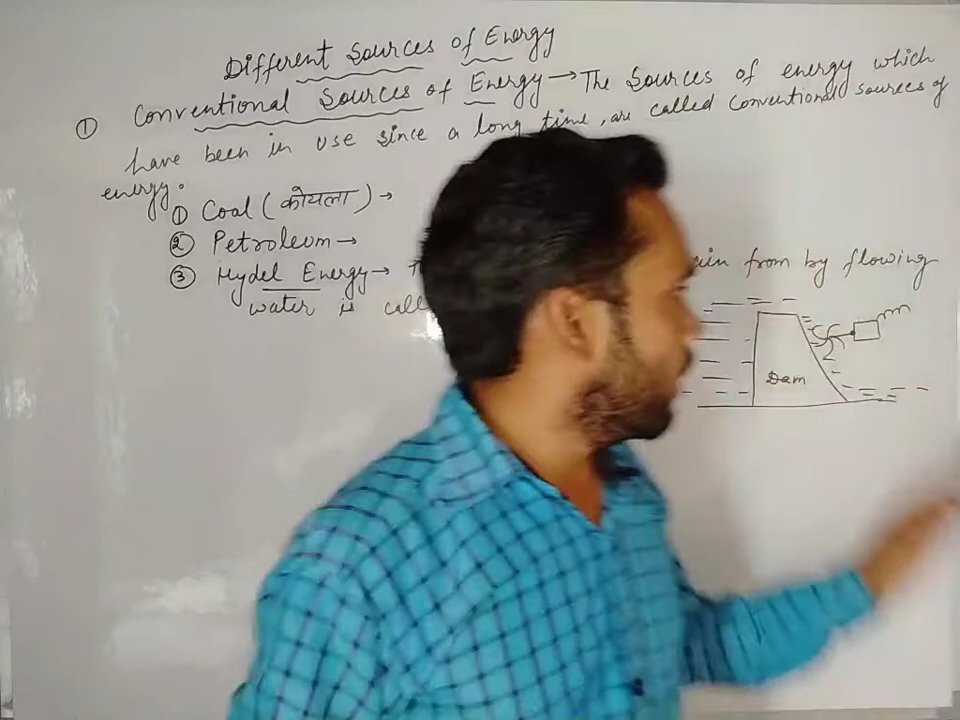 Different Sources of Energy
① Conventional Sources of Energy → The Sources of energy which
have been in use since a long time, are called conventional sources of
energy.
① Coal (कोयला) →
② Petroleum →
③ Hydel Energy → from by flowing
water is
Dam